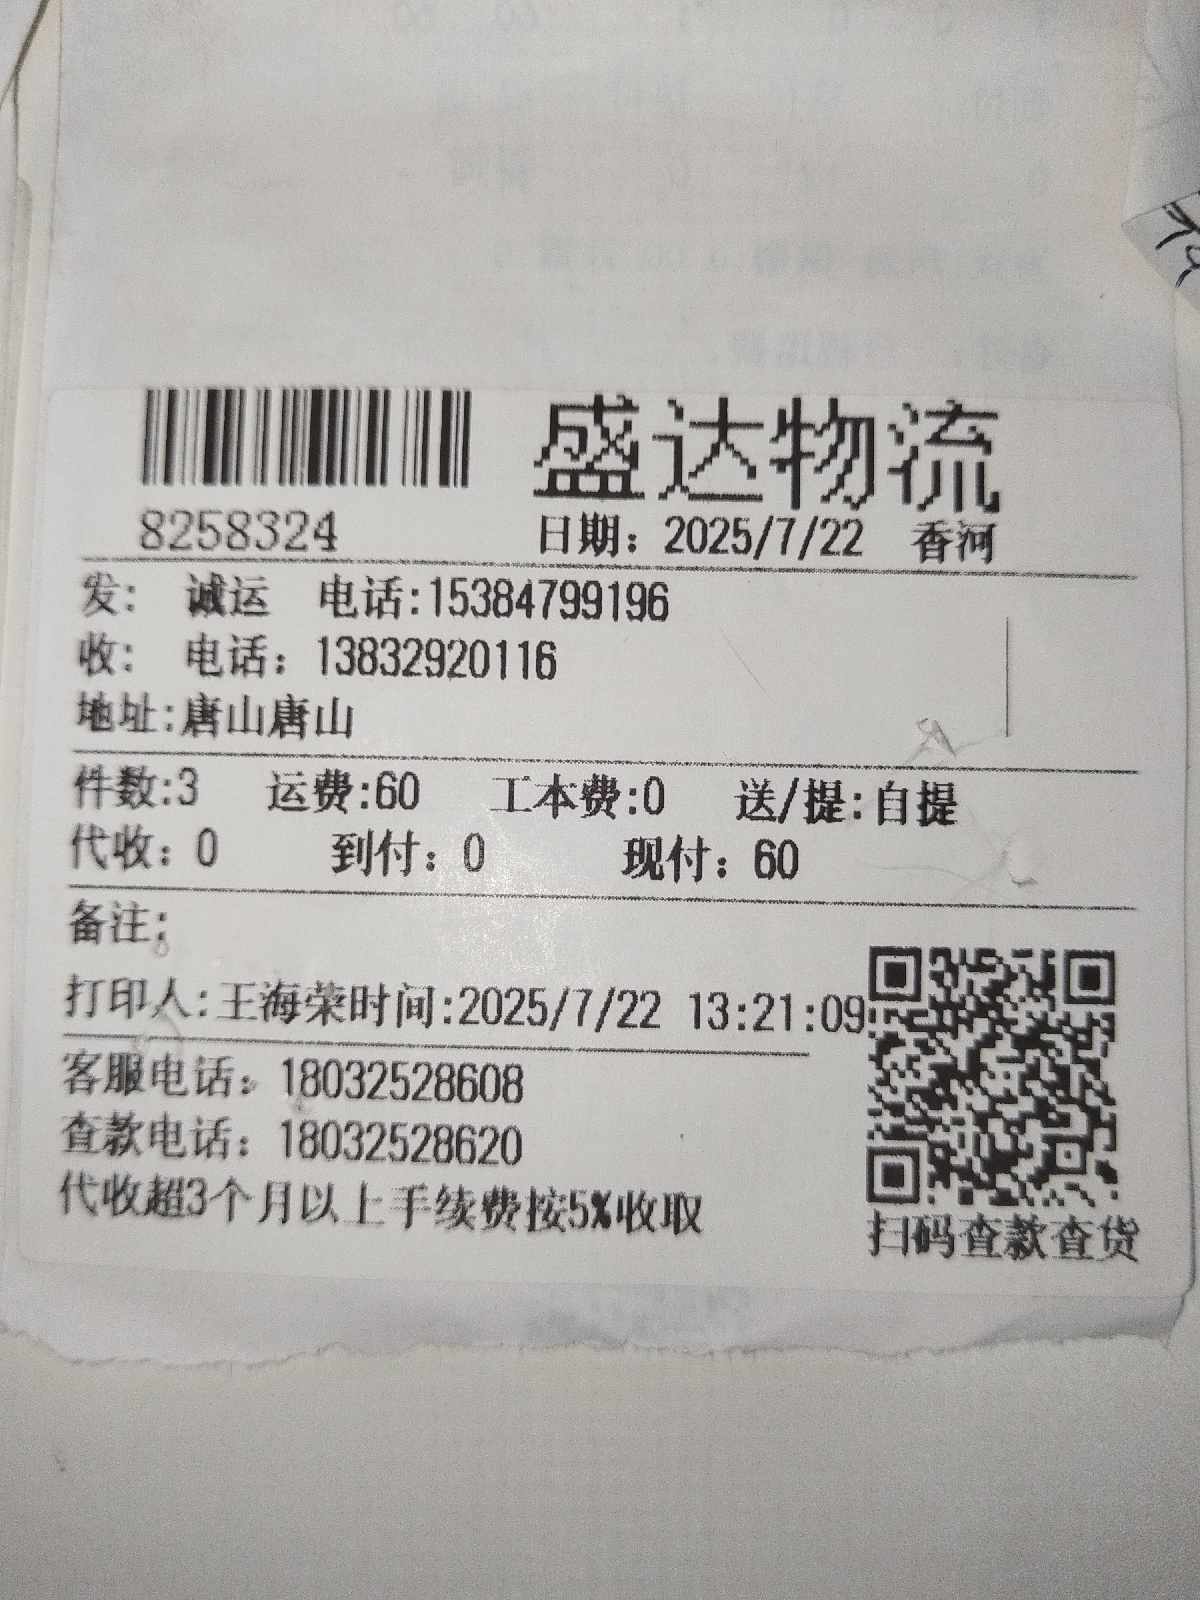 盛达物流
8258324 日期：2025/7/22 香河
发： 诚运 电话:15384799196
收： 电话：13832920116
地址:唐山唐山
件数:3 运费:60 工本费:0 送/提:自提
代收：0 到付：0 现付：60
备注:
打印人:王海荣时间:2025/7/22 13:21:09
客服电话：18032528608
查款电话：18032528620
代收超3个月以上手续费按5%收取
扫码查款查货